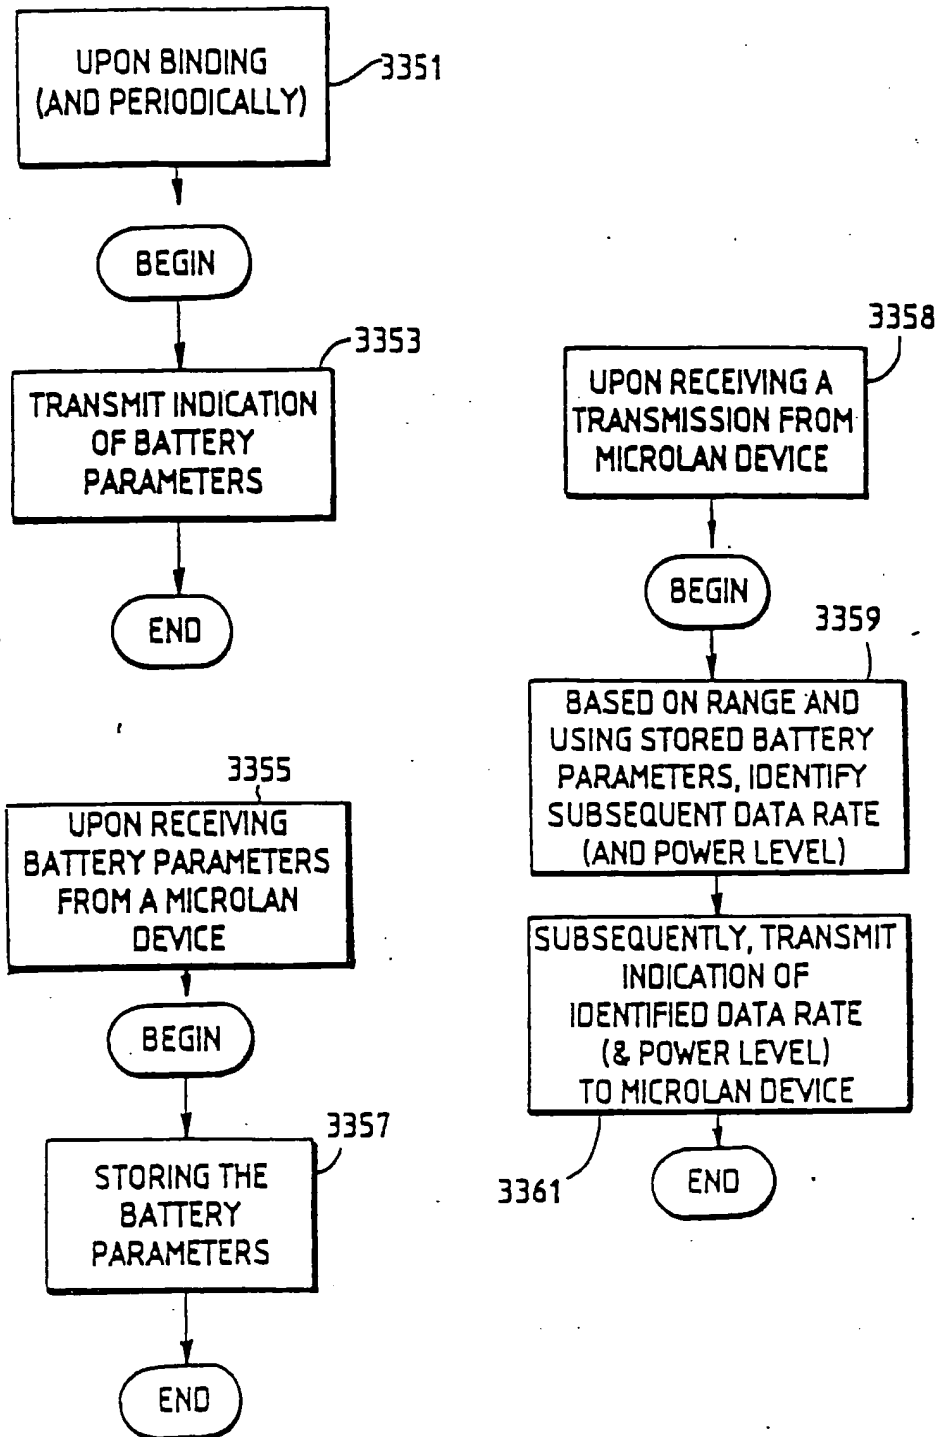 UPON BINDING
(AND PERIODICALLY)
3351
BEGIN
3353
TRANSMIT INDICATION
OF BATTERY
PARAMETERS
END
3355
UPON RECEIVING
BATTERY PARAMETERS
FROM A MICROLAN
DEVICE
BEGIN
3357
STORING THE
BATTERY
PARAMETERS
END
3358
UPON RECEIVING A
TRANSMISSION FROM
MICROLAN DEVICE
BEGIN
3359
BASED ON RANGE AND
USING STORED BATTERY
PARAMETERS, IDENTIFY
SUBSEQUENT DATA RATE
(AND POWER LEVEL)
SUBSEQUENTLY, TRANSMIT
INDICATION OF
IDENTIFIED DATA RATE
(& POWER LEVEL)
TO MICROLAN DEVICE
3361
END